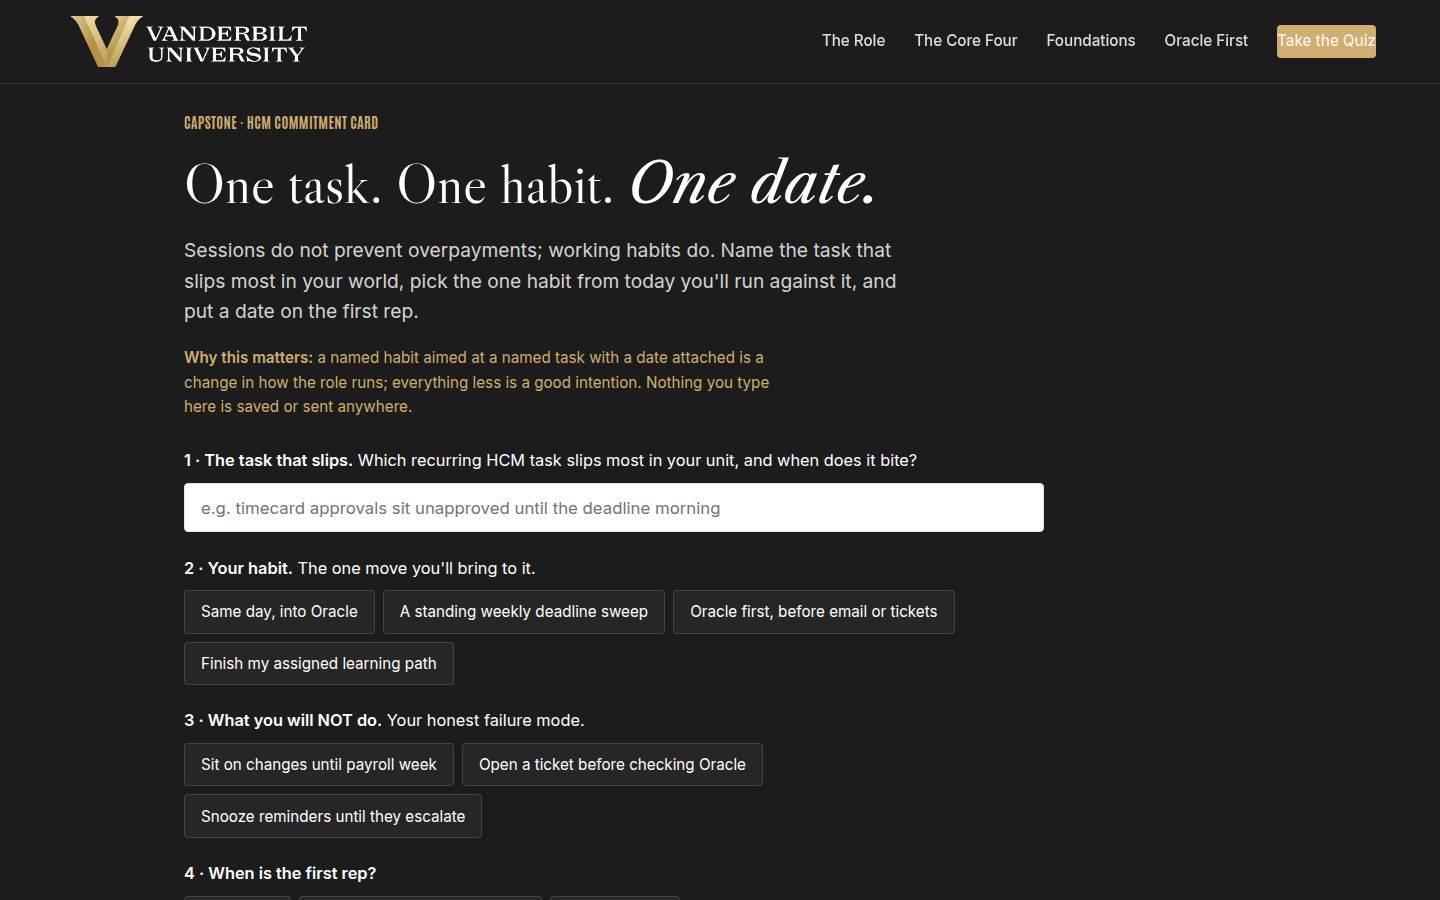 VANDERBILT
UNIVERSITY
The Role
The Core Four
Foundations
Oracle First
Take the Quiz
CAPSTONE · HCM COMMITMENT CARD
One task. One habit. One date.
Sessions do not prevent overpayments; working habits do. Name the task that
slips most in your world, pick the one habit from today you'll run against it, and
put a date on the first rep.
Why this matters: a named habit aimed at a named task with a date attached is a
change in how the role runs; everything less is a good intention. Nothing you type
here is saved or sent anywhere.
1 · The task that slips. Which recurring HCM task slips most in your unit, and when does it bite?
e.g. timecard approvals sit unapproved until the deadline morning
2 · Your habit. The one move you'll bring to it.
Same day, into Oracle
A standing weekly deadline sweep
Oracle first, before email or tickets
Finish my assigned learning path
3 · What you will NOT do. Your honest failure mode.
Sit on changes until payroll week
Open a ticket before checking Oracle
Snooze reminders until they escalate
4 · When is the first rep?